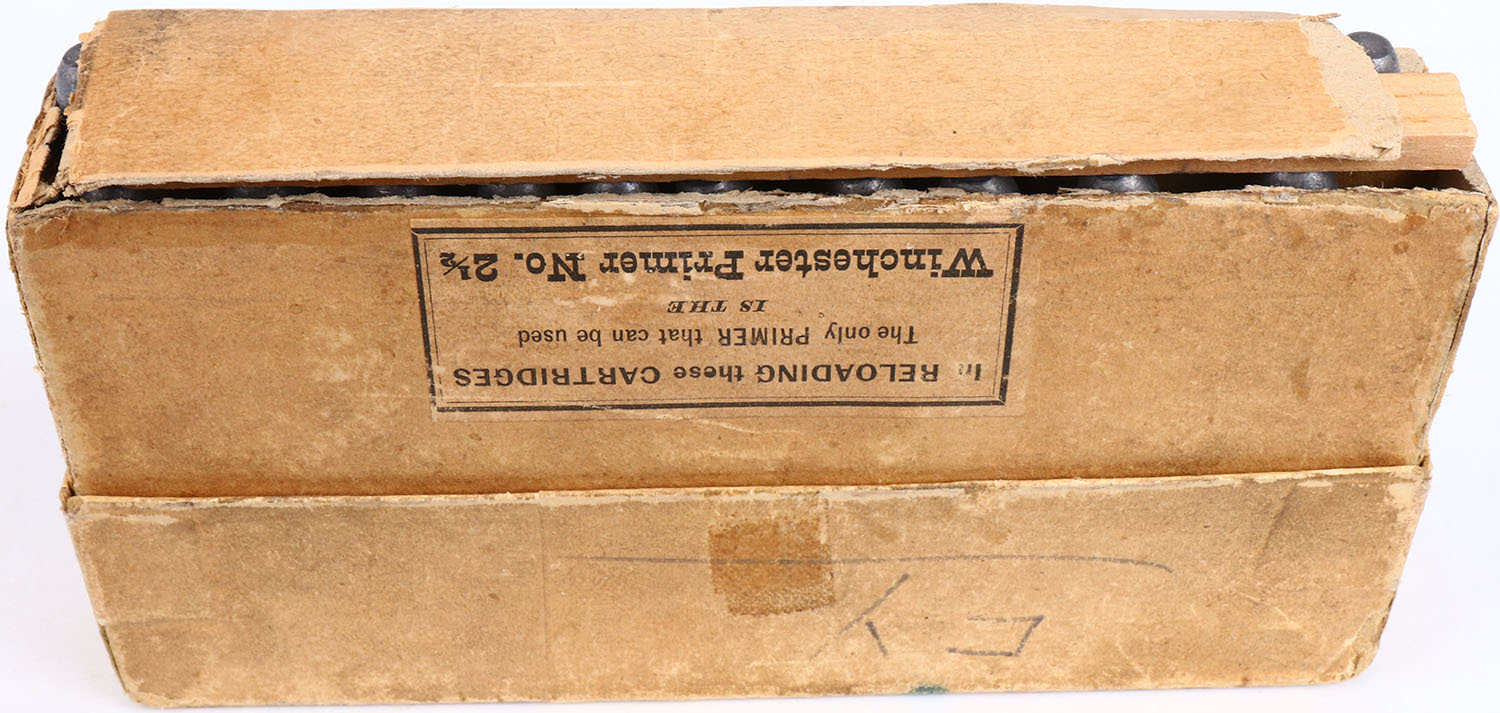 In RELOADING these CARTRIDGES
The only PRIMER that can be used
IS THE
Winchester Primer No. 2½